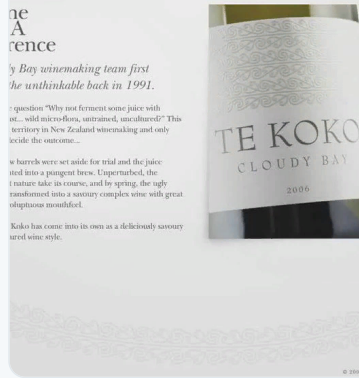 ne
A
rence
y Bay winemaking team first
the unthinkable back in 1991.
question “Why not ferment some juice with
st... wild micro-flora, untrained, uncultured?” This
territory in New Zealand winemaking and only
ecide the outcome...
w barrels were set aside for trial and the juice
ted into a pungent brew. Unperturbed, the
nature take its course, and by spring, the ugly
ransformed into a savoury complex wine with great
voluptuous mouthfeel.
Koko has come into its own as a deliciously savoury
ured wine style.
TE KOKO
CLOUDY BAY
2006